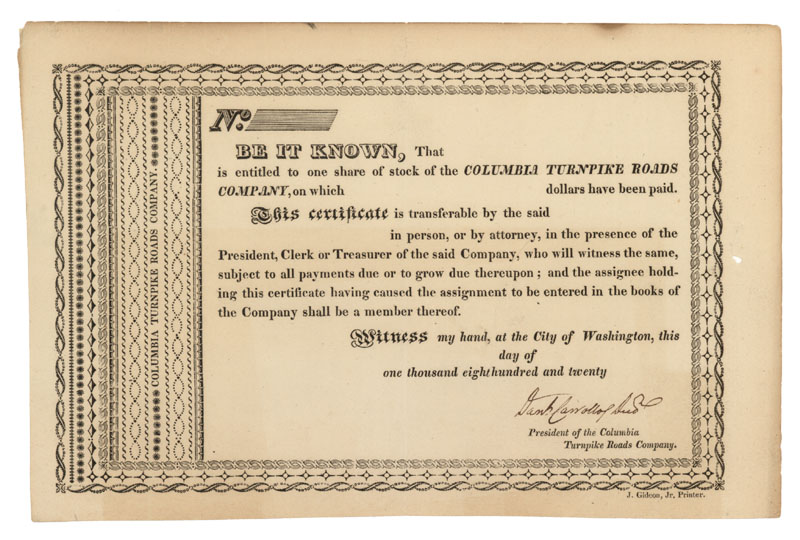 No.
BE IT KNOWN, That
is entitled to one share of stock of the COLUMBIA TURNPIKE ROADS
COMPANY, on which dollars have been paid.
This certificate is transferable by the said
in person, or by attorney, in the presence of the
President, Clerk or Treasurer of the said Company, who will witness the same,
subject to all payments due or to grow due thereupon; and the assignee hold-
ing this certificate having caused the assignment to be entered in the books of
the Company shall be a member thereof.
Witness my hand, at the City of Washington, this
day of
one thousand eight hundred and twenty
Danl Carroll of Dud
President of the Columbia
Turnpike Roads Company.
J. Gideon, Jr. Printer.
COLUMBIA TURNPIKE ROADS COMPANY.